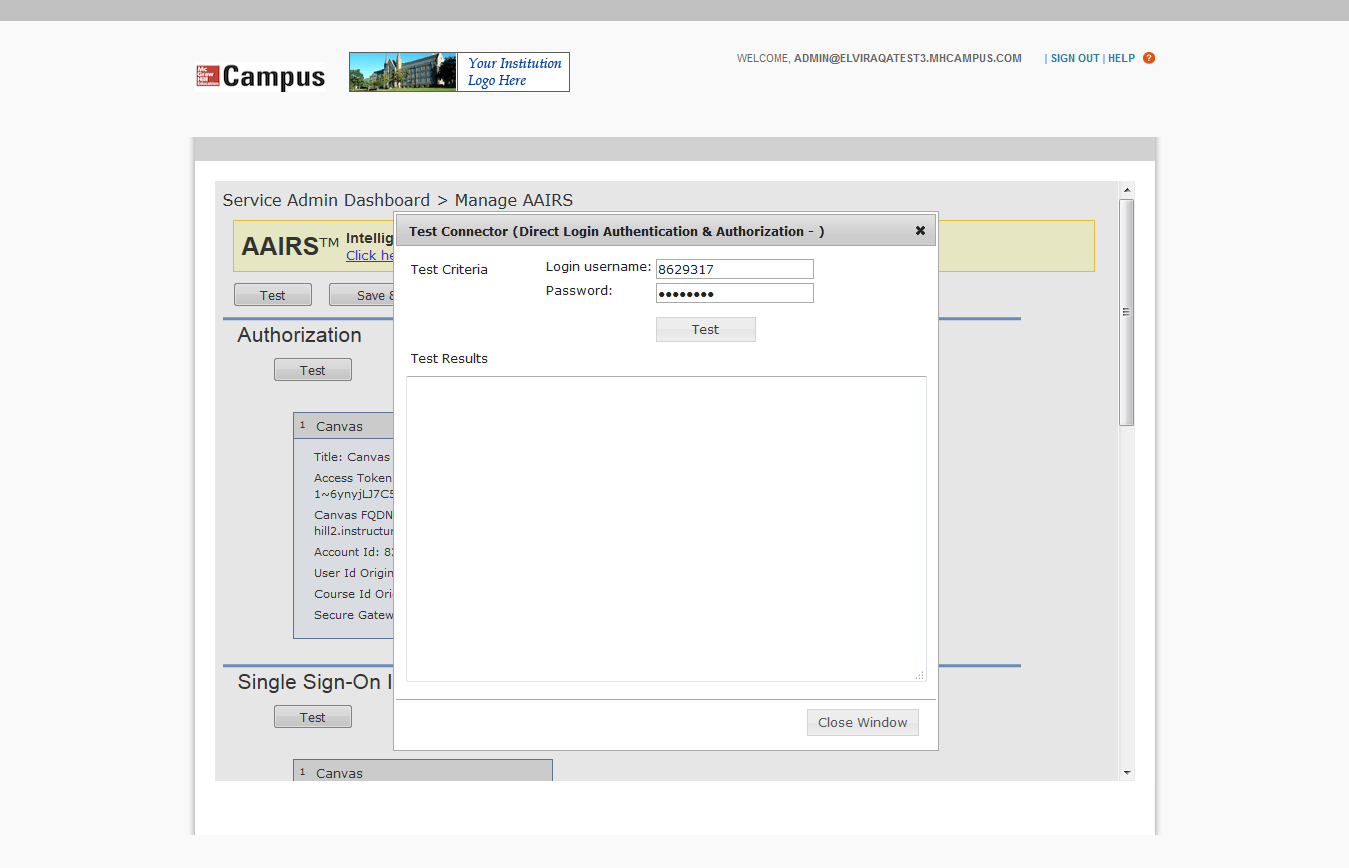 Mc Graw Hill Education Campus
Your Institution
Logo Here
WELCOME, ADMIN@ELVIRAQATEST3.MHCAMPUS.COM | SIGN OUT | HELP ?
Service Admin Dashboard > Manage AAIRS
AAIRS™
Intellig
Click he
Test
Save &
Authorization
Test
1 Canvas
Title: Canvas
Access Token
1~6ynyjLJ7C5
Canvas FQDN
hill2.instructur
Account Id: 82
User Id Origin
Course Id Ori
Secure Gatew
Single Sign-On I
Test
1 Canvas
Test Connector (Direct Login Authentication & Authorization - )
Test Criteria
Login username: 8629317
Password: ••••••••
Test
Test Results
Close Window